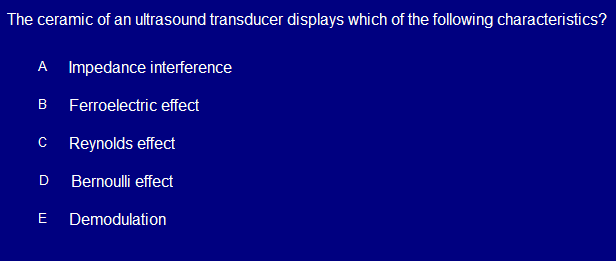 The ceramic of an ultrasound transducer displays which of the following characteristics?
A Impedance interference
B Ferroelectric effect
C Reynolds effect
D Bernoulli effect
E Demodulation